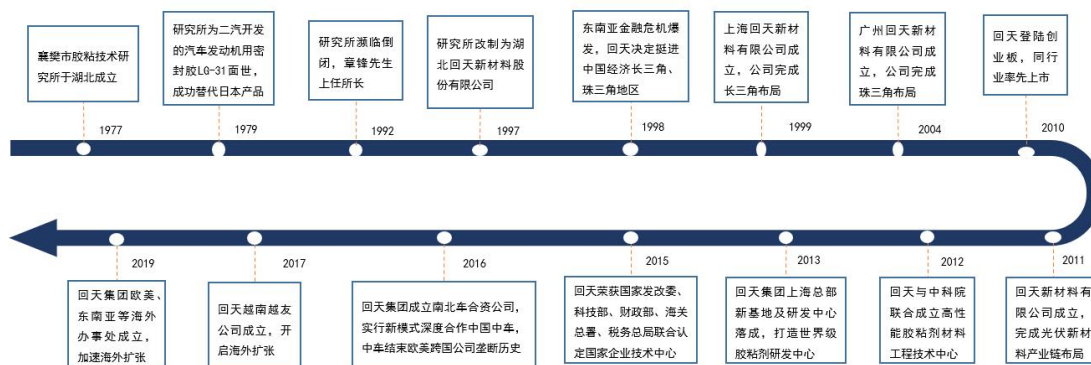 襄樊市胶粘技术研
究所于湖北成立
1977
研究所为二汽开发
的汽车发动机用密
封胶LG-31面世，
成功替代日本产品
1979
研究所濒临倒
闭，章锋先生
上任所长
1992
研究所改制为湖
北回天新材料股
份有限公司
1997
东南亚金融危机爆
发，回天决定挺进
中国经济长三角、
珠三角地区
1998
上海回天新材
料有限公司成
立，公司完成
长三角布局
1999
广州回天新材
料有限公司成
立，公司完成
珠三角布局
2004
回天登陆创
业板，同行
业率先上市
2010
2011
回天新材料有
限公司成立，
完成光伏新材
料产业链布局
2012
回天与中科院
联合成立高性
能胶粘剂材料
工程技术中心
2013
回天集团上海总部
新基地及研发中心
落成，打造世界级
胶粘剂研发中心
2015
回天荣获国家发改委、
科技部、财政部、海关
总署、税务总局联合认
定国家企业技术中心
2016
回天集团成立南北车合资公司，
实行新模式深度合作中国中车，
中车结束欧美跨国公司垄断历史
2017
回天越南越友
公司成立，开
启海外扩张
2019
回天集团欧美、
东南亚等海外
办事处成立，
加速海外扩张